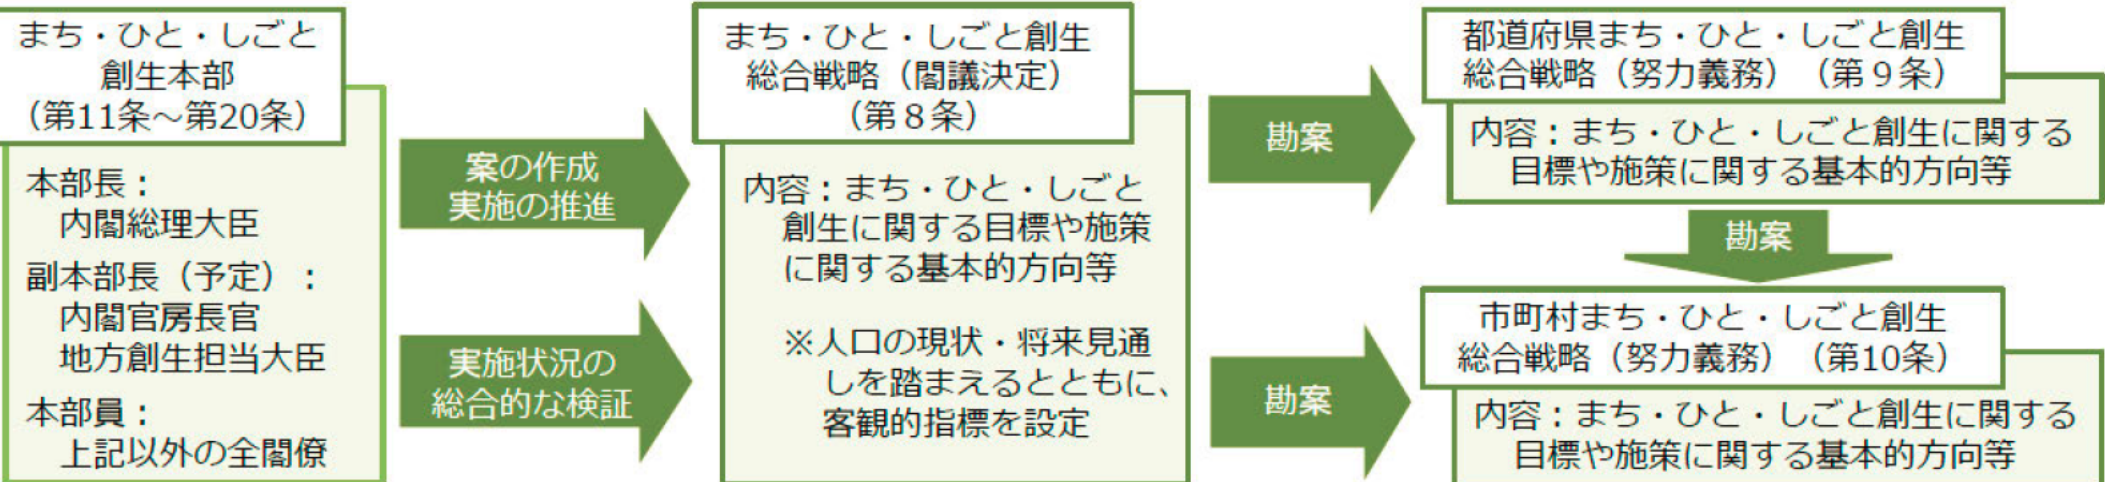 まち・ひと・しごと
創生本部
（第11条～第20条）
本部長：
内閣総理大臣
副本部長（予定）：
内閣官房長官
地方創生担当大臣
本部員：
上記以外の全閣僚
案の作成
実施の推進
実施状況の
総合的な検証
まち・ひと・しごと創生
総合戦略（閣議決定）
（第８条）
内容：まち・ひと・しごと
創生に関する目標や施策
に関する基本的方向等
※人口の現状・将来見通
しを踏まえるとともに、
客観的指標を設定
勘案
都道府県まち・ひと・しごと創生
総合戦略（努力義務）（第９条）
内容：まち・ひと・しごと創生に関する
目標や施策に関する基本的方向等
勘案
勘案
市町村まち・ひと・しごと創生
総合戦略（努力義務）（第10条）
内容：まち・ひと・しごと創生に関する
目標や施策に関する基本的方向等